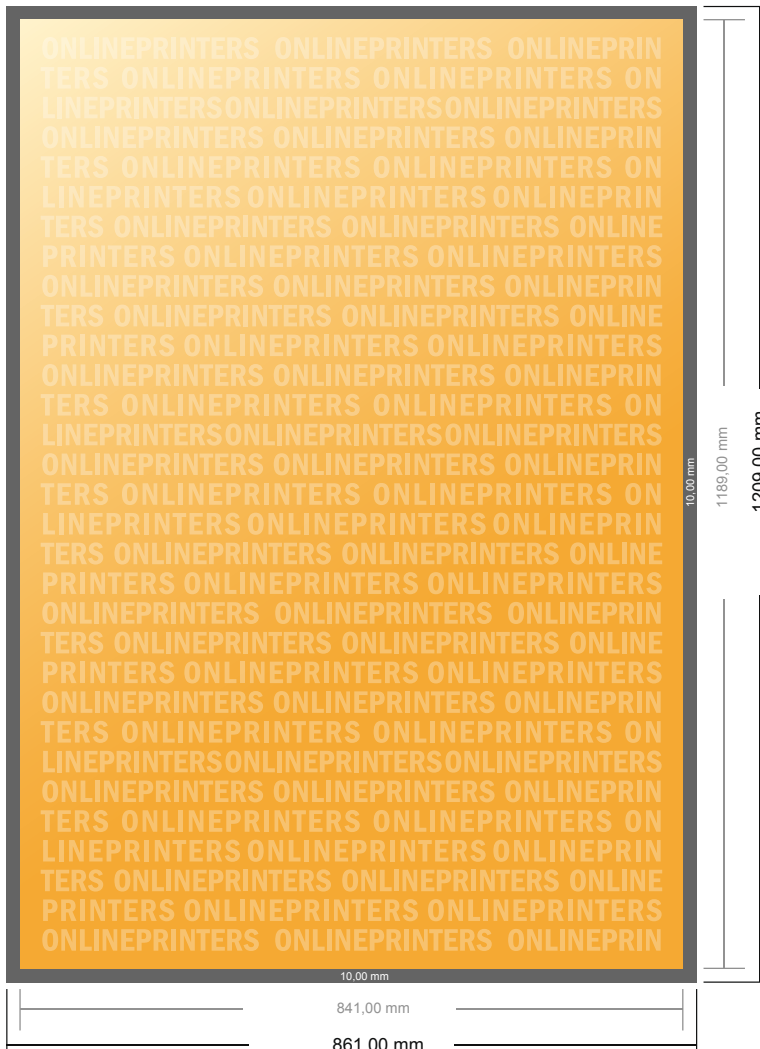 ONLINEPRINTERS ONLINEPRINTERS ONLINEPRIN
TERS ONLINEPRINTERS ONLINEPRINTERS ON
LINEPRINTERSONLINEPRINTERSONLINEPRINTERS
ONLINEPRINTERS ONLINEPRINTERS ONLINEPRIN
TERS ONLINEPRINTERS ONLINEPRINTERS ON
LINEPRINTERS ONLINEPRINTERS ONLINEPRIN
TERS ONLINEPRINTERS ONLINEPRINTERS ONLINE
PRINTERS ONLINEPRINTERS ONLINEPRINTERS
ONLINEPRINTERS ONLINEPRINTERS ONLINEPRIN
TERS ONLINEPRINTERS ONLINEPRINTERS ONLINE
PRINTERS ONLINEPRINTERS ONLINEPRINTERS
ONLINEPRINTERS ONLINEPRINTERS ONLINEPRIN
TERS ONLINEPRINTERS ONLINEPRINTERS ON
LINEPRINTERSONLINEPRINTERSONLINEPRINTERS
ONLINEPRINTERS ONLINEPRINTERS ONLINEPRIN
TERS ONLINEPRINTERS ONLINEPRINTERS ON
LINEPRINTERS ONLINEPRINTERS ONLINEPRIN
TERS ONLINEPRINTERS ONLINEPRINTERS ONLINE
PRINTERS ONLINEPRINTERS ONLINEPRINTERS
ONLINEPRINTERS ONLINEPRINTERS ONLINEPRIN
TERS ONLINEPRINTERS ONLINEPRINTERS ONLINE
PRINTERS ONLINEPRINTERS ONLINEPRINTERS
ONLINEPRINTERS ONLINEPRINTERS ONLINEPRIN
TERS ONLINEPRINTERS ONLINEPRINTERS ON
LINEPRINTERSONLINEPRINTERSONLINEPRINTERS
ONLINEPRINTERS ONLINEPRINTERS ONLINEPRIN
TERS ONLINEPRINTERS ONLINEPRINTERS ON
LINEPRINTERS ONLINEPRINTERS ONLINEPRIN
TERS ONLINEPRINTERS ONLINEPRINTERS ONLINE
PRINTERS ONLINEPRINTERS ONLINEPRINTERS
ONLINEPRINTERS ONLINEPRINTERS ONLINEPRIN
10,00 mm
1189,00 mm
1209,00 mm
10,00 mm
841,00 mm
861,00 mm